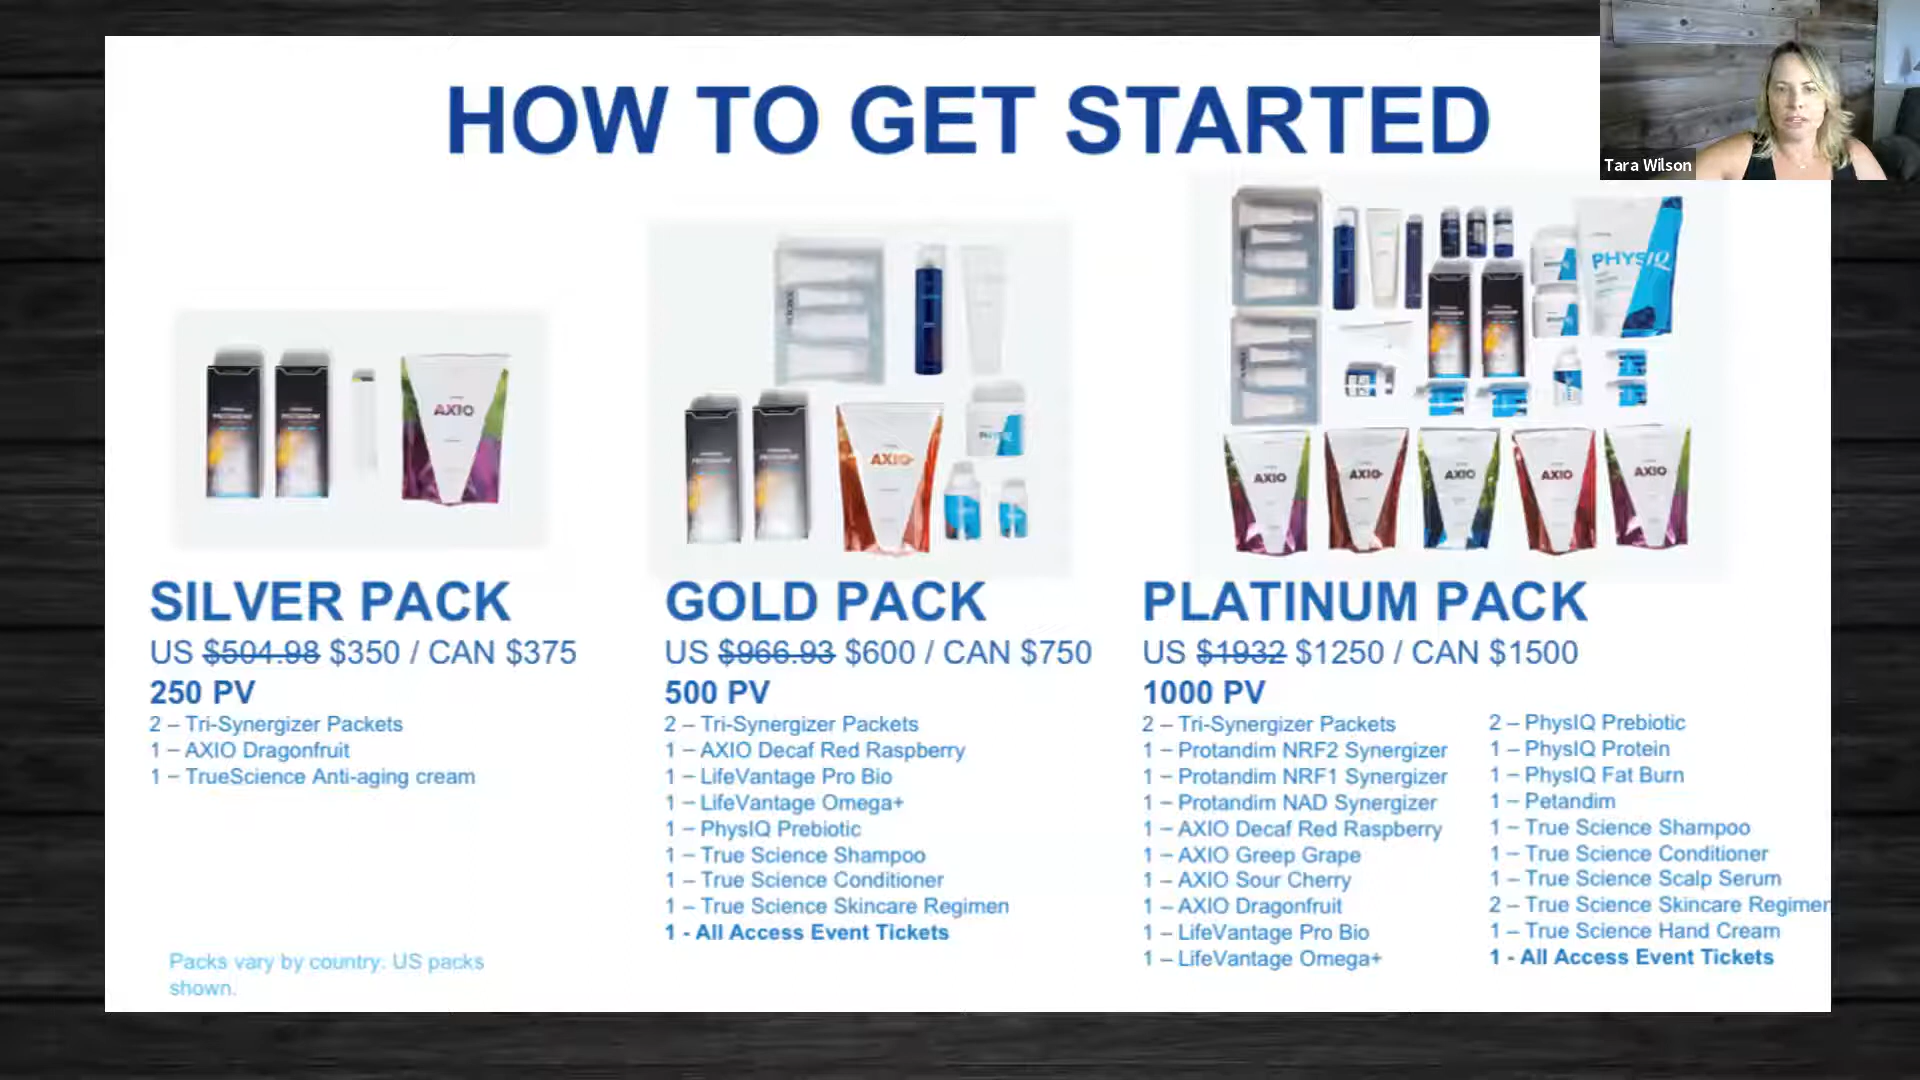 HOW TO GET STARTED
Tara Wilson
AXIO
AXIO
PHYSIQ
AXIO
AXIO
AXIO
AXIO
AXIO
SILVER PACK
US $504.98 $350 / CAN $375
250 PV
2 – Tri-Synergizer Packets
1 – AXIO Dragonfruit
1 – TrueScience Anti-aging cream
Packs vary by country. US packs
shown.
GOLD PACK
US $966.93 $600 / CAN $750
500 PV
2 – Tri-Synergizer Packets
1 – AXIO Decaf Red Raspberry
1 – LifeVantage Pro Bio
1 – LifeVantage Omega+
1 – PhysIQ Prebiotic
1 – True Science Shampoo
1 – True Science Conditioner
1 – True Science Skincare Regimen
1 - All Access Event Tickets
PLATINUM PACK
US $1932 $1250 / CAN $1500
1000 PV
2 – Tri-Synergizer Packets
1 – Protandim NRF2 Synergizer
1 – Protandim NRF1 Synergizer
1 – Protandim NAD Synergizer
1 – AXIO Decaf Red Raspberry
1 – AXIO Greep Grape
1 – AXIO Sour Cherry
1 – AXIO Dragonfruit
1 – LifeVantage Pro Bio
1 – LifeVantage Omega+
2 – PhysIQ Prebiotic
1 – PhysIQ Protein
1 – PhysIQ Fat Burn
1 – Petandim
1 – True Science Shampoo
1 – True Science Conditioner
1 – True Science Scalp Serum
2 – True Science Skincare Regimen
1 – True Science Hand Cream
1 - All Access Event Tickets